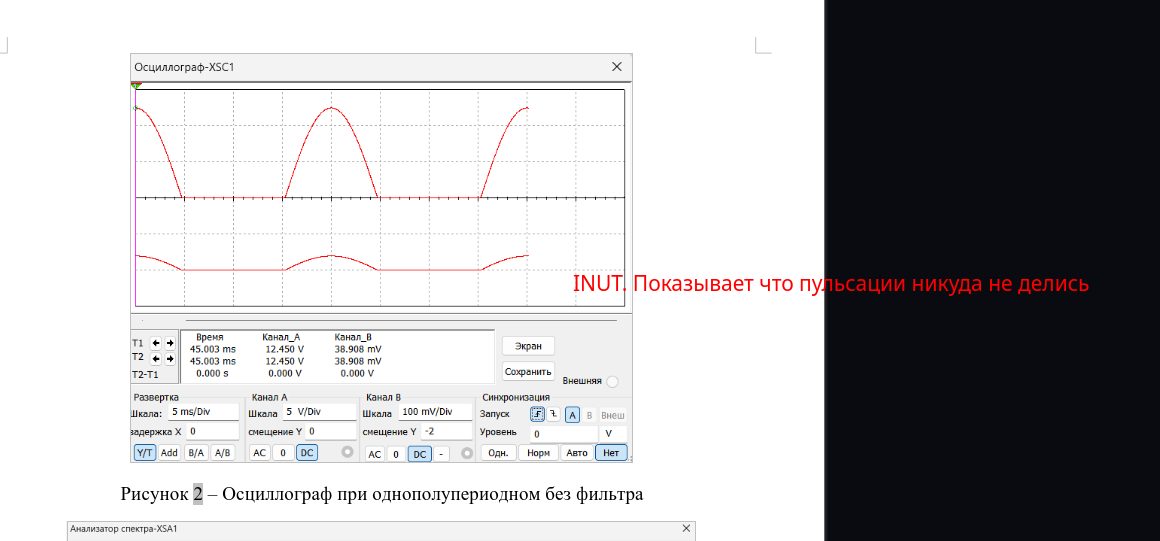 Осциллограф-XSC1
INUT. Показывает что пульсации никуда не делись
Время Канал_A Канал_B
T1 45.003 ms 12.450 V 38.908 mV
T2 45.003 ms 12.450 V 38.908 mV
T2-T1 0.000 s 0.000 V 0.000 V
Экран
Сохранить
Внешняя
Развертка Канал A Канал B Синхронизация
Шкала: 5 ms/Div Шкала 5 V/Div Шкала 100 mV/Div Запуск A B Внеш
задержка X 0 смещение Y 0 смещение Y -2 Уровень 0 V
Y/T Add B/A A/B AC 0 DC AC 0 DC - Одн. Норм Авто Нет
Рисунок 2 – Осциллограф при однополупериодном без фильтра
Анализатор спектра-XSA1